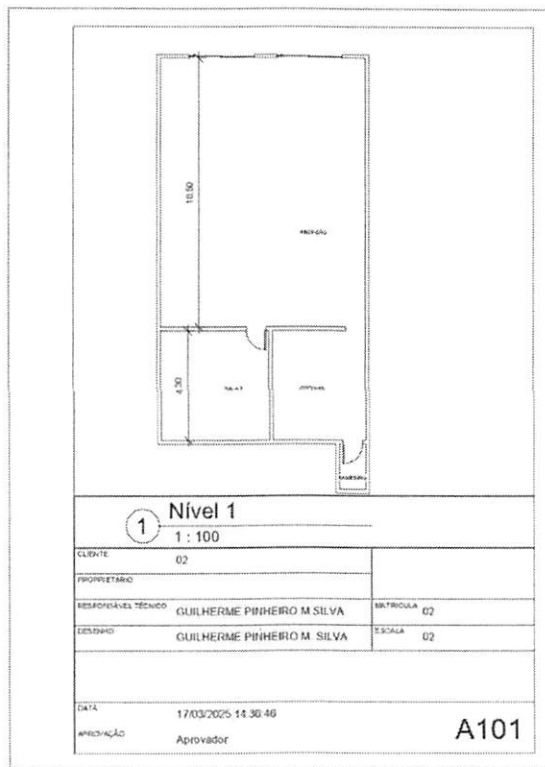 10.50
4.30
1
Nível 1
1 : 100
CLIENTE
02
PROPRIETÁRIO
RESPONSÁVEL TÉCNICO GUILHERME PINHEIRO M SILVA
MATRICULA 02
DESENHO GUILHERME PINHEIRO M. SILVA
ESCALA 02
DATA
17/03/2025 14:36:46
APROVAÇÃO
Aprovador
A101